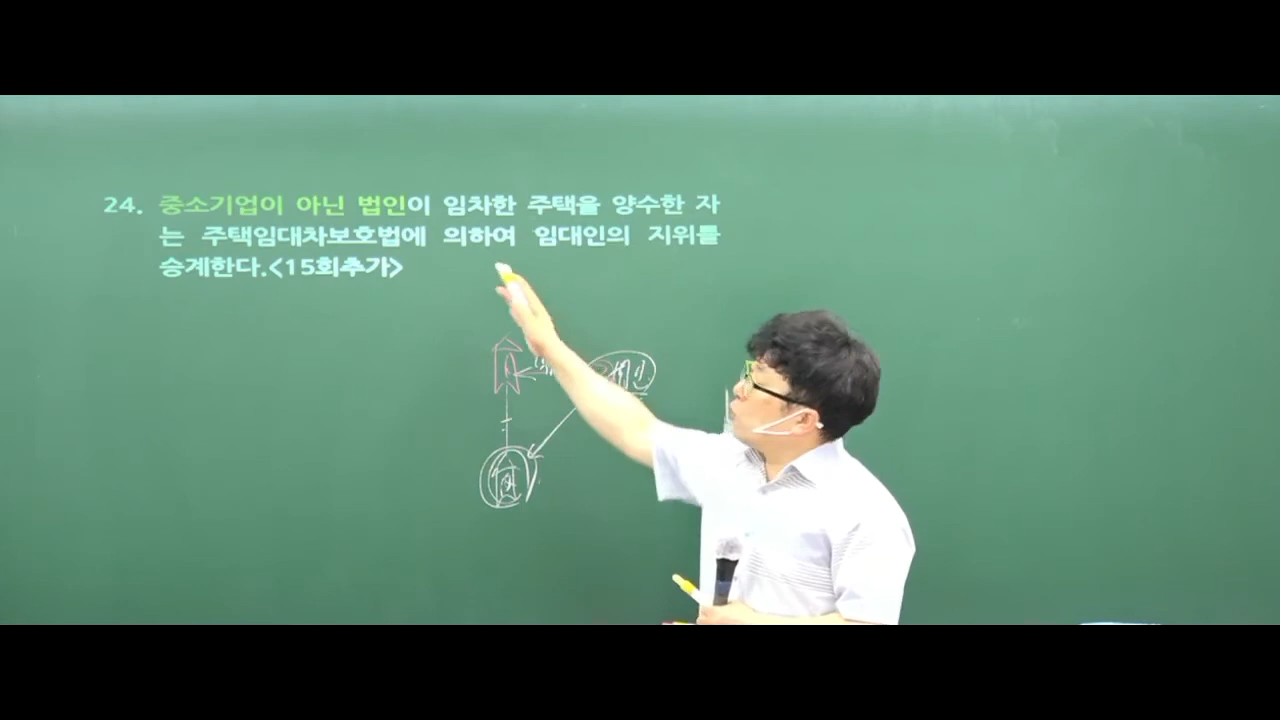 24. 중소기업이 아닌 법인이 임차한 주택을 양수한 자
는 주택임대차보호법에 의하여 임대인의 지위를
승계한다.<15회추가>